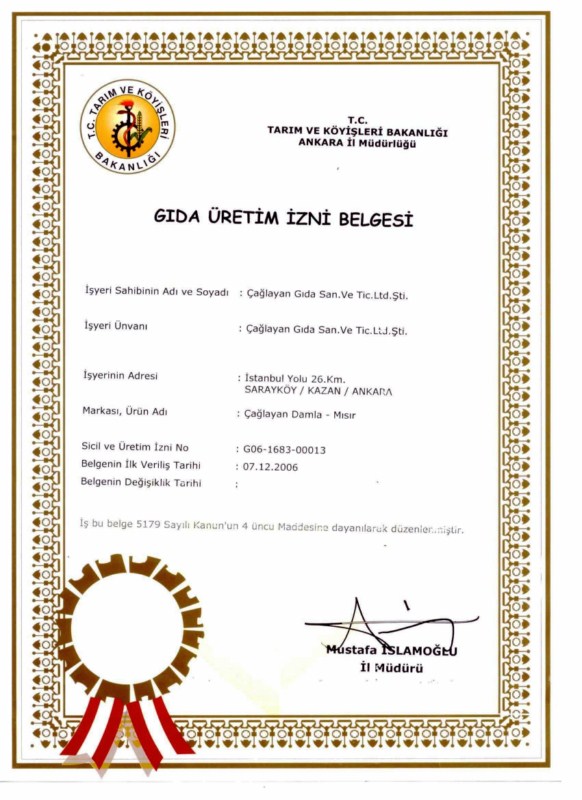 T.C. TARIM VE KÖYİŞLERİ
BAKANLIĞI
T.C.
TARIM VE KÖYİŞLERİ BAKANLIĞI
ANKARA İl Müdürlüğü
GIDA ÜRETİM İZNİ BELGESİ
İşyeri Sahibinin Adı ve Soyadı : Çağlayan Gıda San.Ve Tic.Ltd.Şti.
İşyeri Ünvanı : Çağlayan Gıda San.Ve Tic.Ltd.Şti.
İşyerinin Adresi : İstanbul Yolu 26.Km.
SARAYKÖY / KAZAN / ANKARA
Markası, Ürün Adı : Çağlayan Damla - Mısır
Sicil ve Üretim İzni No : G06-1683-00013
Belgenin İlk Veriliş Tarihi : 07.12.2006
Belgenin Değişiklik Tarihi :
İş bu belge 5179 Sayılı Kanun'un 4 üncü Maddesine dayanılarak düzenlenmiştir.
Mustafa İSLAMOĞLU
İl Müdürü